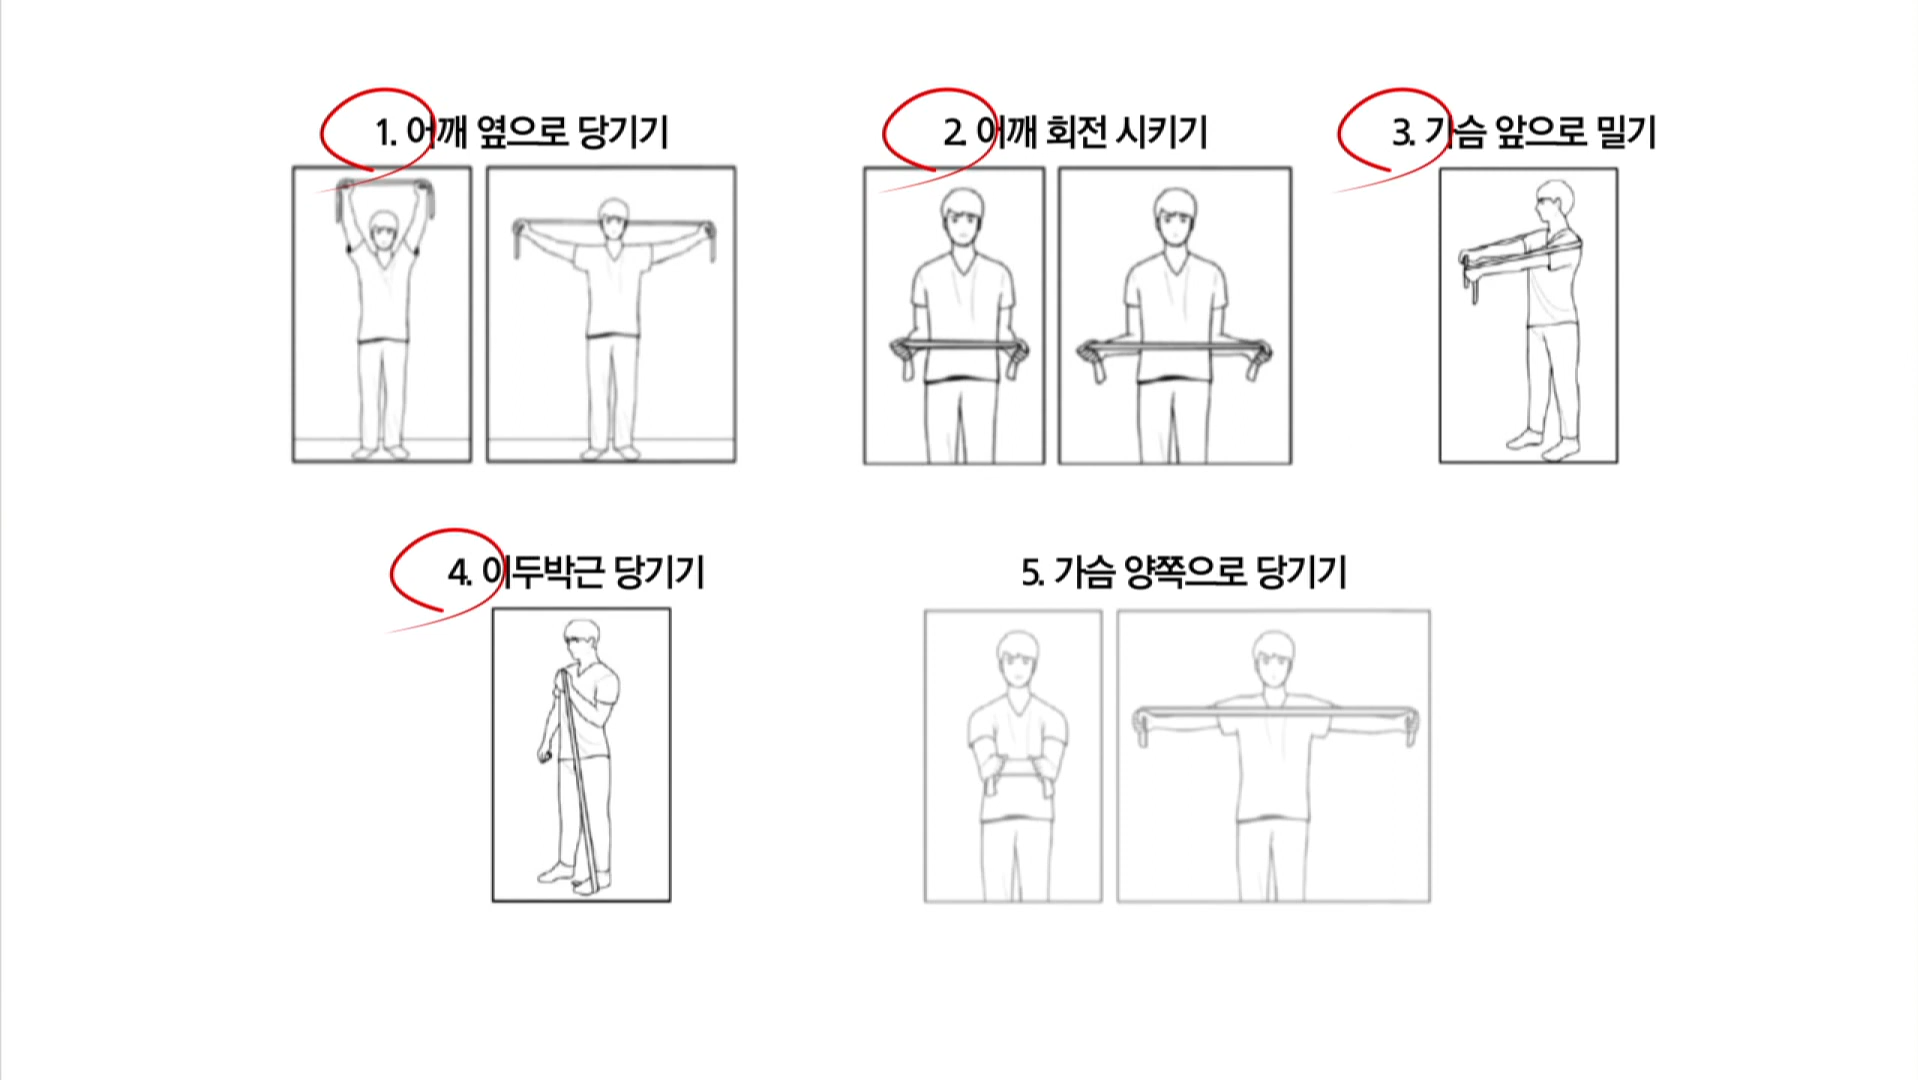 1. 어깨 옆으로 당기기
2. 어깨 회전 시키기
3. 가슴 앞으로 밀기
4. 이두박근 당기기
5. 가슴 양쪽으로 당기기